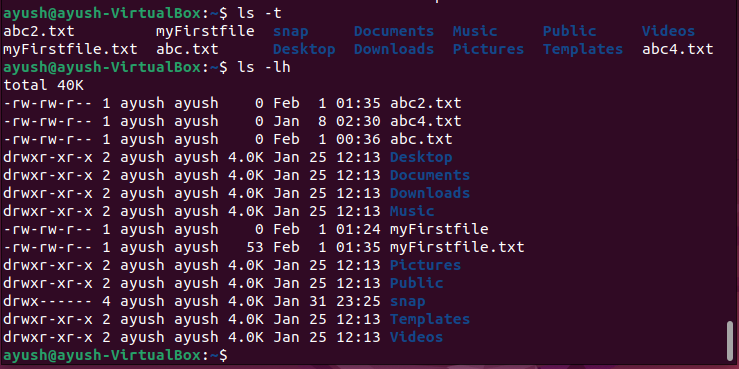 ayush@ayush-VirtualBox:~$ ls -t
abc2.txt        myFirstfile  snap     Documents  Music     Public     Videos
myFirstfile.txt  abc.txt      Desktop  Downloads  Pictures  Templates  abc4.txt
ayush@ayush-VirtualBox:~$ ls -lh
total 40K
-rw-rw-r-- 1 ayush ayush    0 Feb  1 01:35 abc2.txt
-rw-rw-r-- 1 ayush ayush    0 Jan  8 02:30 abc4.txt
-rw-rw-r-- 1 ayush ayush    0 Feb  1 00:36 abc.txt
drwxr-xr-x 2 ayush ayush 4.0K Jan 25 12:13 Desktop
drwxr-xr-x 2 ayush ayush 4.0K Jan 25 12:13 Documents
drwxr-xr-x 2 ayush ayush 4.0K Jan 25 12:13 Downloads
drwxr-xr-x 2 ayush ayush 4.0K Jan 25 12:13 Music
-rw-rw-r-- 1 ayush ayush    0 Feb  1 01:24 myFirstfile
-rw-rw-r-- 1 ayush ayush   53 Feb  1 01:35 myFirstfile.txt
drwxr-xr-x 2 ayush ayush 4.0K Jan 25 12:13 Pictures
drwxr-xr-x 2 ayush ayush 4.0K Jan 25 12:13 Public
drwx------ 4 ayush ayush 4.0K Jan 31 23:25 snap
drwxr-xr-x 2 ayush ayush 4.0K Jan 25 12:13 Templates
drwxr-xr-x 2 ayush ayush 4.0K Jan 25 12:13 Videos
ayush@ayush-VirtualBox:~$